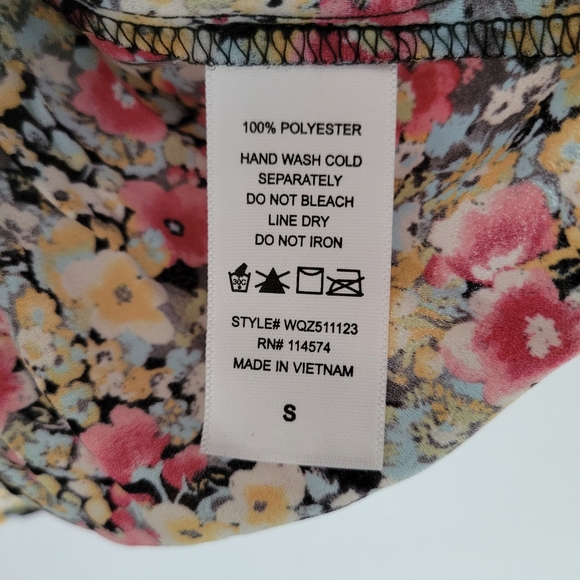 100% POLYESTER
HAND WASH COLD
SEPARATELY
DO NOT BLEACH
LINE DRY
DO NOT IRON
30C
STYLE# WQZ511123
RN# 114574
MADE IN VIETNAM
S